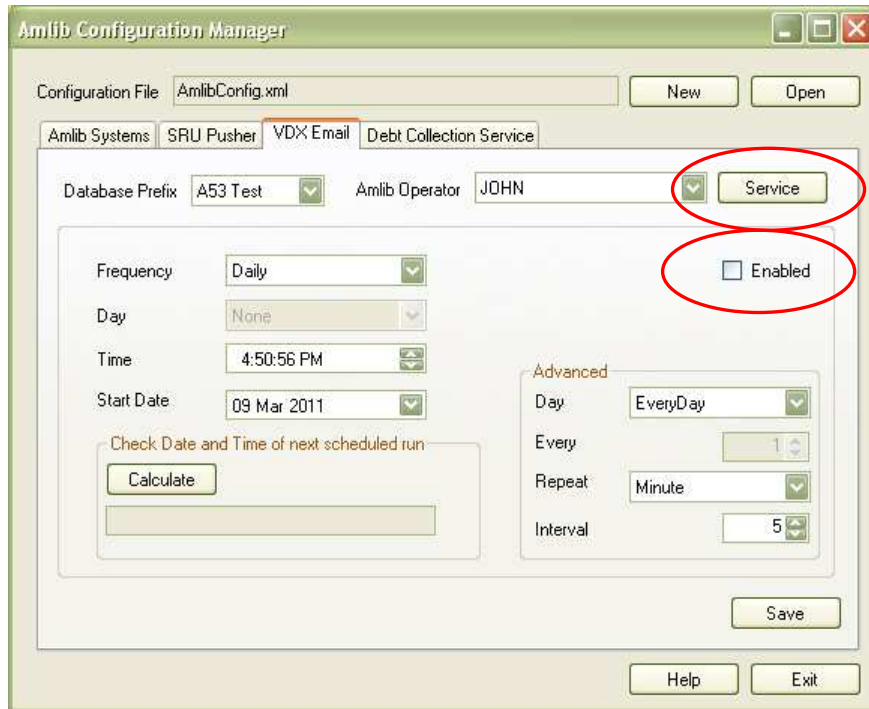 Amlib Configuration Manager
Configuration File AmlibConfig.xml New Open
Amlib Systems SRU Pusher VDX Email Debt Collection Service
Database Prefix A53 Test Amlib Operator JOHN Service
Frequency Daily Enabled
Day None
Time 4:50:56 PM
Advanced
Start Date 09 Mar 2011 Day EveryDay
Check Date and Time of next scheduled run Every 1
Calculate Repeat Minute
Interval 5
Save
Help Exit